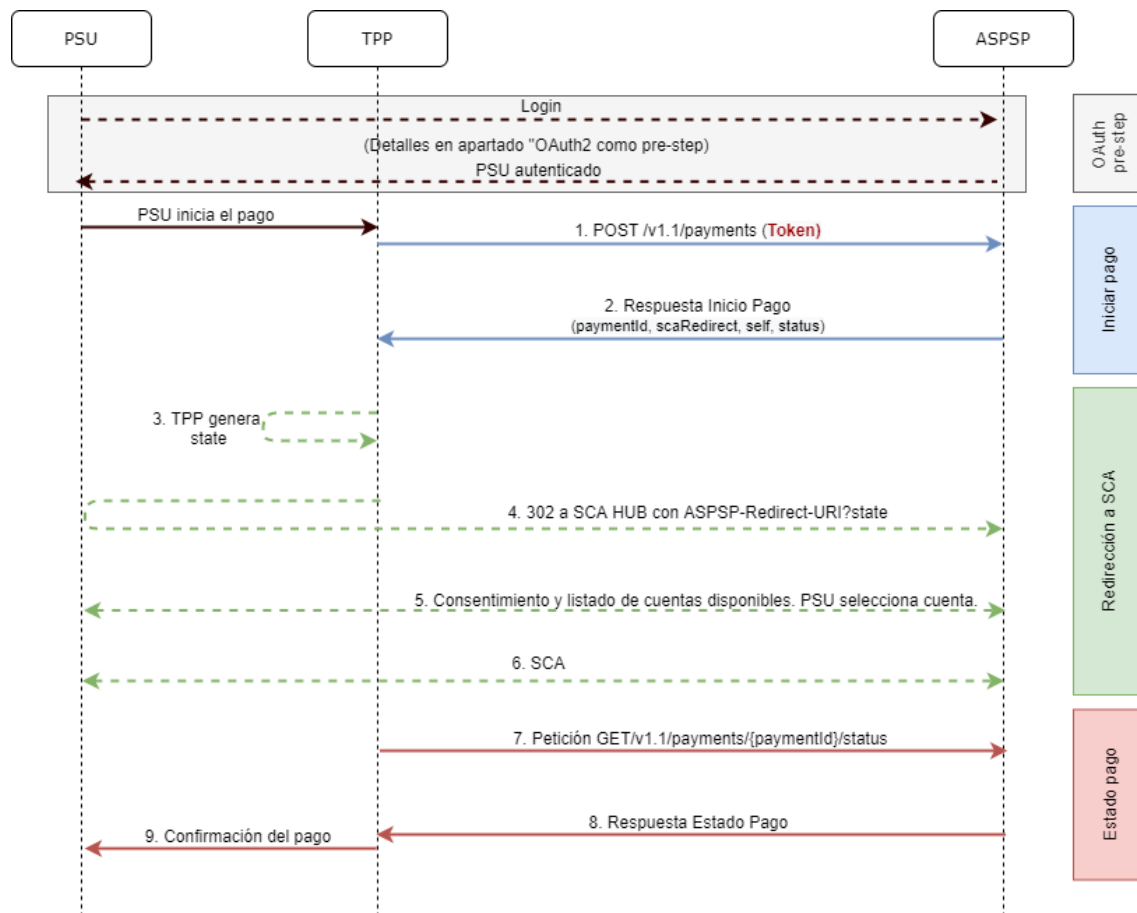 PSU
TPP
ASPSP
Login
(Detalles en apartado "OAuth2 como pre-step)
PSU autenticado
OAuth
pre-step
PSU inicia el pago
1. POST /v1.1/payments (Token)
2. Respuesta Inicio Pago
(paymentId, scaRedirect, self, status)
Iniciar pago
3. TPP genera
state
4. 302 a SCA HUB con ASPSP-Redirect-URI?state
5. Consentimiento y listado de cuentas disponibles. PSU selecciona cuenta.
6. SCA
Redirección a SCA
7. Petición GET/v1.1/payments/{paymentId}/status
8. Respuesta Estado Pago
9. Confirmación del pago
Estado pago